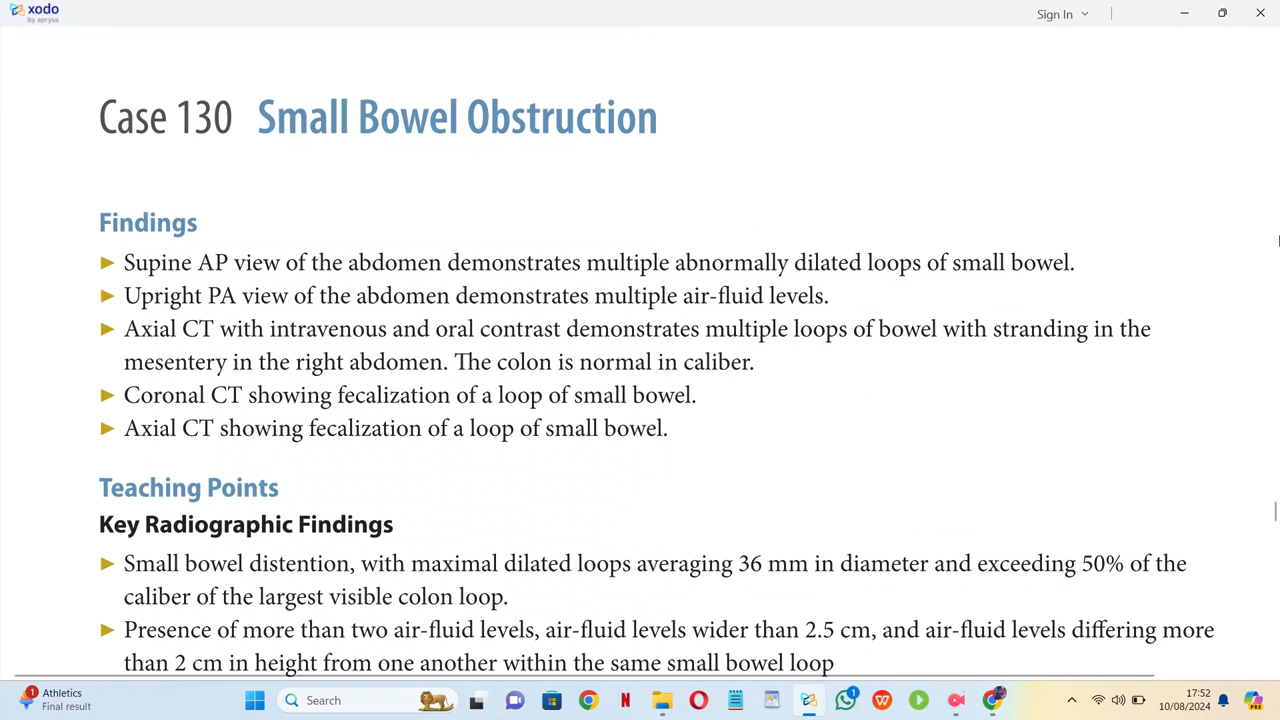 xodo
by apryse
Sign In
Case 130 Small Bowel Obstruction
Findings
► Supine AP view of the abdomen demonstrates multiple abnormally dilated loops of small bowel.
► Upright PA view of the abdomen demonstrates multiple air-fluid levels.
► Axial CT with intravenous and oral contrast demonstrates multiple loops of bowel with stranding in the
mesentery in the right abdomen. The colon is normal in caliber.
► Coronal CT showing fecalization of a loop of small bowel.
► Axial CT showing fecalization of a loop of small bowel.
Teaching Points
Key Radiographic Findings
► Small bowel distention, with maximal dilated loops averaging 36 mm in diameter and exceeding 50% of the
caliber of the largest visible colon loop.
► Presence of more than two air-fluid levels, air-fluid levels wider than 2.5 cm, and air-fluid levels differing more
than 2 cm in height from one another within the same small bowel loop
1
Athletics
Final result
Search
N
1
W
PRE
17:52
10/08/2024